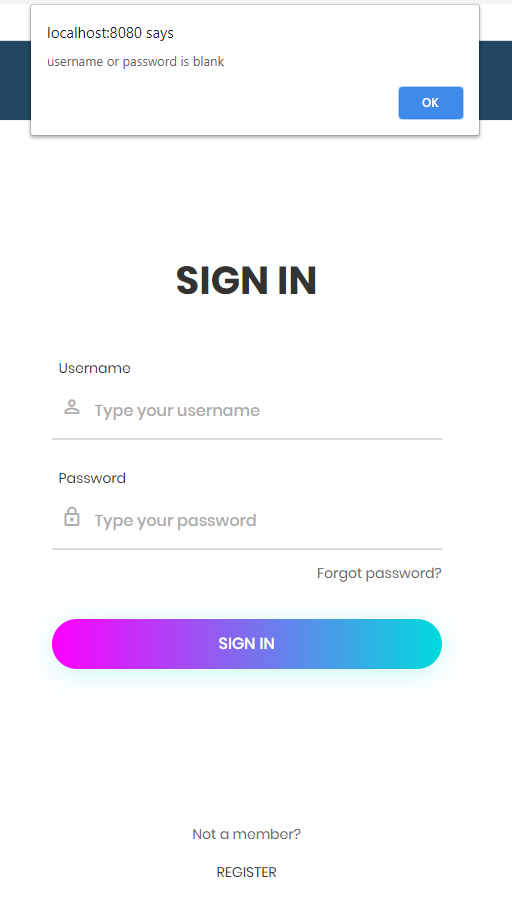 localhost:8080 says
username or password is blank
OK
SIGN IN
Username
Type your username
Password
Type your password
Forgot password?
SIGN IN
Not a member?
REGISTER